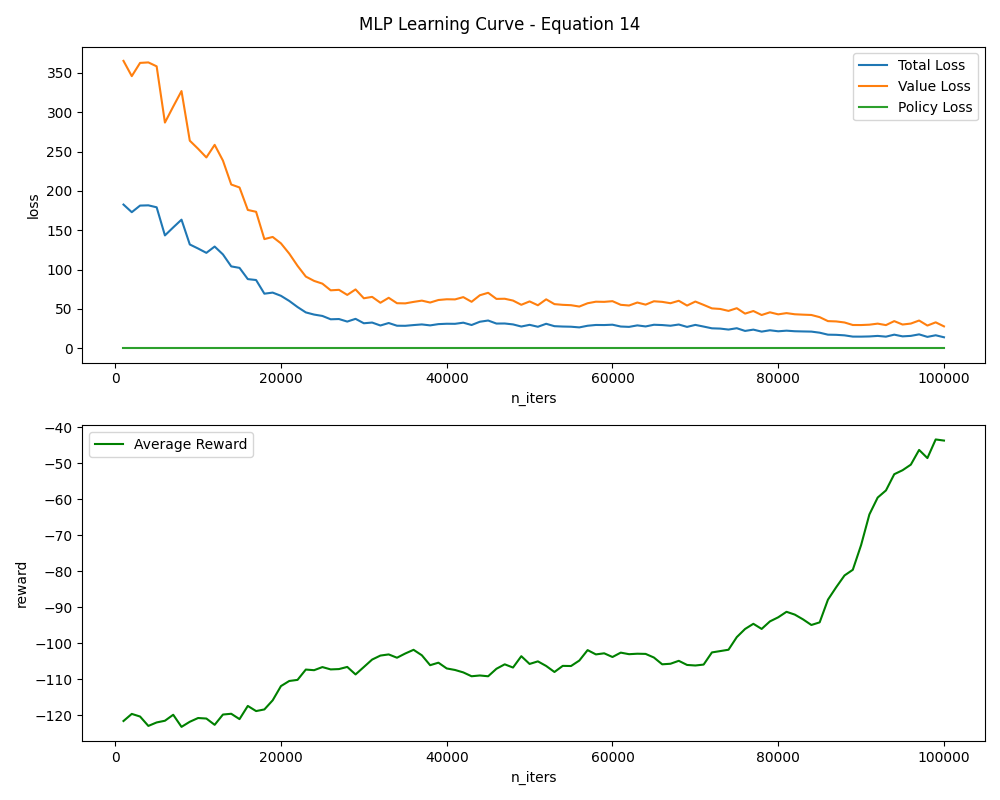 MLP Learning Curve - Equation 14
Total Loss
Value Loss
Policy Loss
350
300
250
200
150
100
50
0
loss
0 20000 40000 60000 80000 100000
n_iters
Average Reward
−40
−50
−60
−70
−80
−90
−100
−110
−120
reward
0 20000 40000 60000 80000 100000
n_iters